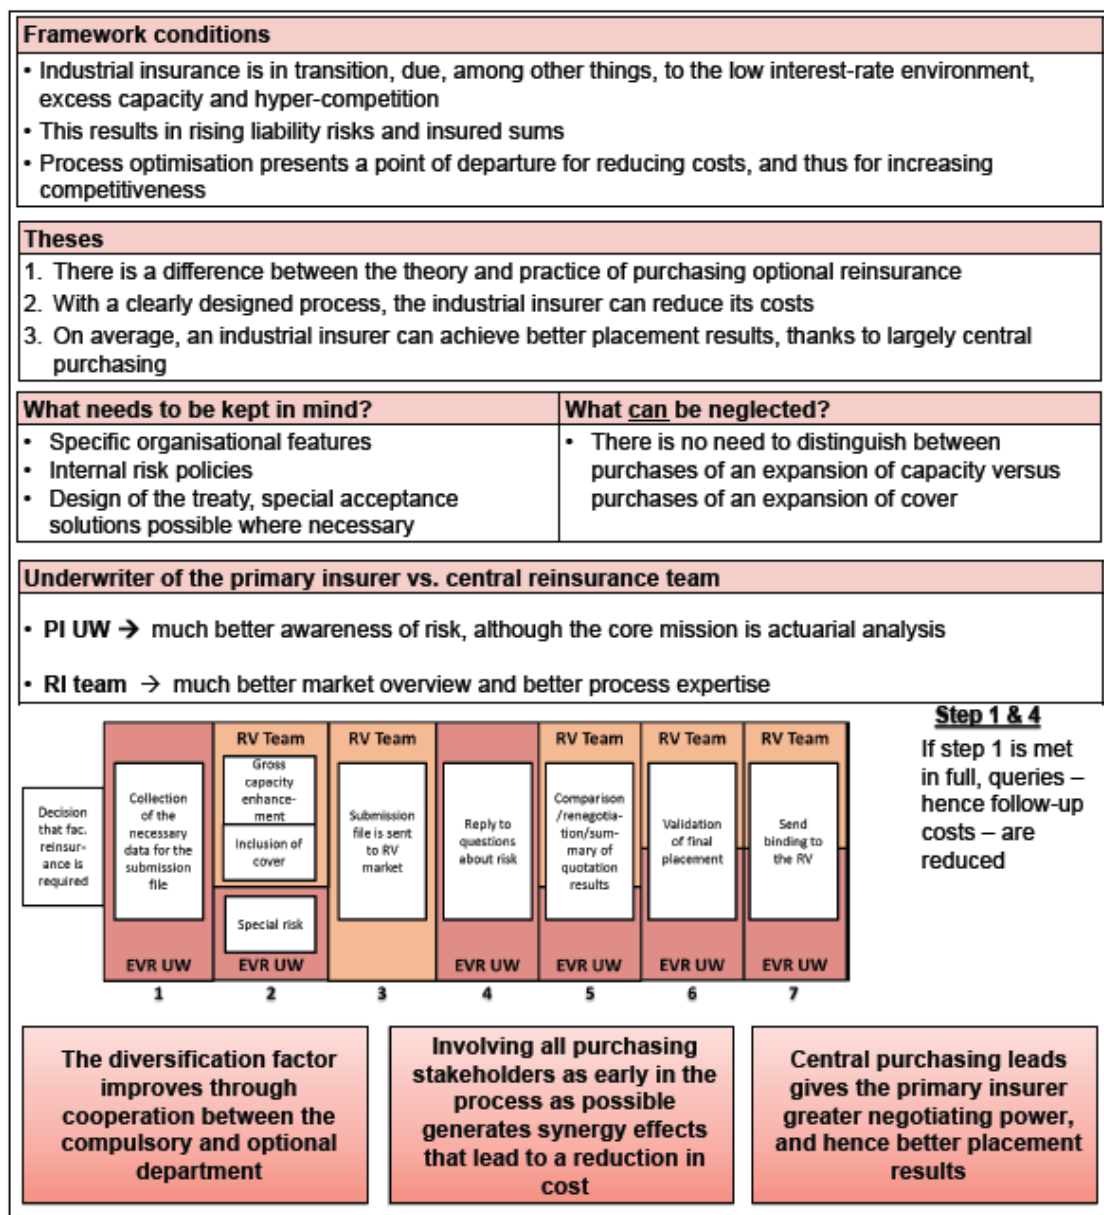 Framework conditions
• Industrial insurance is in transition, due, among other things, to the low interest-rate environment,
excess capacity and hyper-competition
• This results in rising liability risks and insured sums
• Process optimisation presents a point of departure for reducing costs, and thus for increasing
competitiveness
Theses
1. There is a difference between the theory and practice of purchasing optional reinsurance
2. With a clearly designed process, the industrial insurer can reduce its costs
3. On average, an industrial insurer can achieve better placement results, thanks to largely central
purchasing
What needs to be kept in mind?
• Specific organisational features
• Internal risk policies
• Design of the treaty, special acceptance
solutions possible where necessary
What can be neglected?
• There is no need to distinguish between
purchases of an expansion of capacity versus
purchases of an expansion of cover
Underwriter of the primary insurer vs. central reinsurance team
• PI UW → much better awareness of risk, although the core mission is actuarial analysis
• RI team → much better market overview and better process expertise
Decision
that fac.
reinsur-
ance is
required
Collection
of the
necessary
data for the
submission
file
EVR UW
1
RV Team
Gross
capacity
enhance-
ment
Inclusion of
cover
Special risk
EVR UW
2
RV Team
Submission
file is sent
to RV
market
3
Reply to
questions
about risk
EVR UW
4
RV Team
Comparison
/renegotia-
tion/sum-
mary of
quotation
results
EVR UW
5
RV Team
Validation
of final
placement
EVR UW
6
RV Team
Send
binding to
the RV
EVR UW
7
Step 1 & 4
If step 1 is met
in full, queries –
hence follow-up
costs – are
reduced
The diversification factor
improves through
cooperation between the
compulsory and optional
department
Involving all purchasing
stakeholders as early in the
process as possible
generates synergy effects
that lead to a reduction in
cost
Central purchasing leads
gives the primary insurer
greater negotiating power,
and hence better placement
results